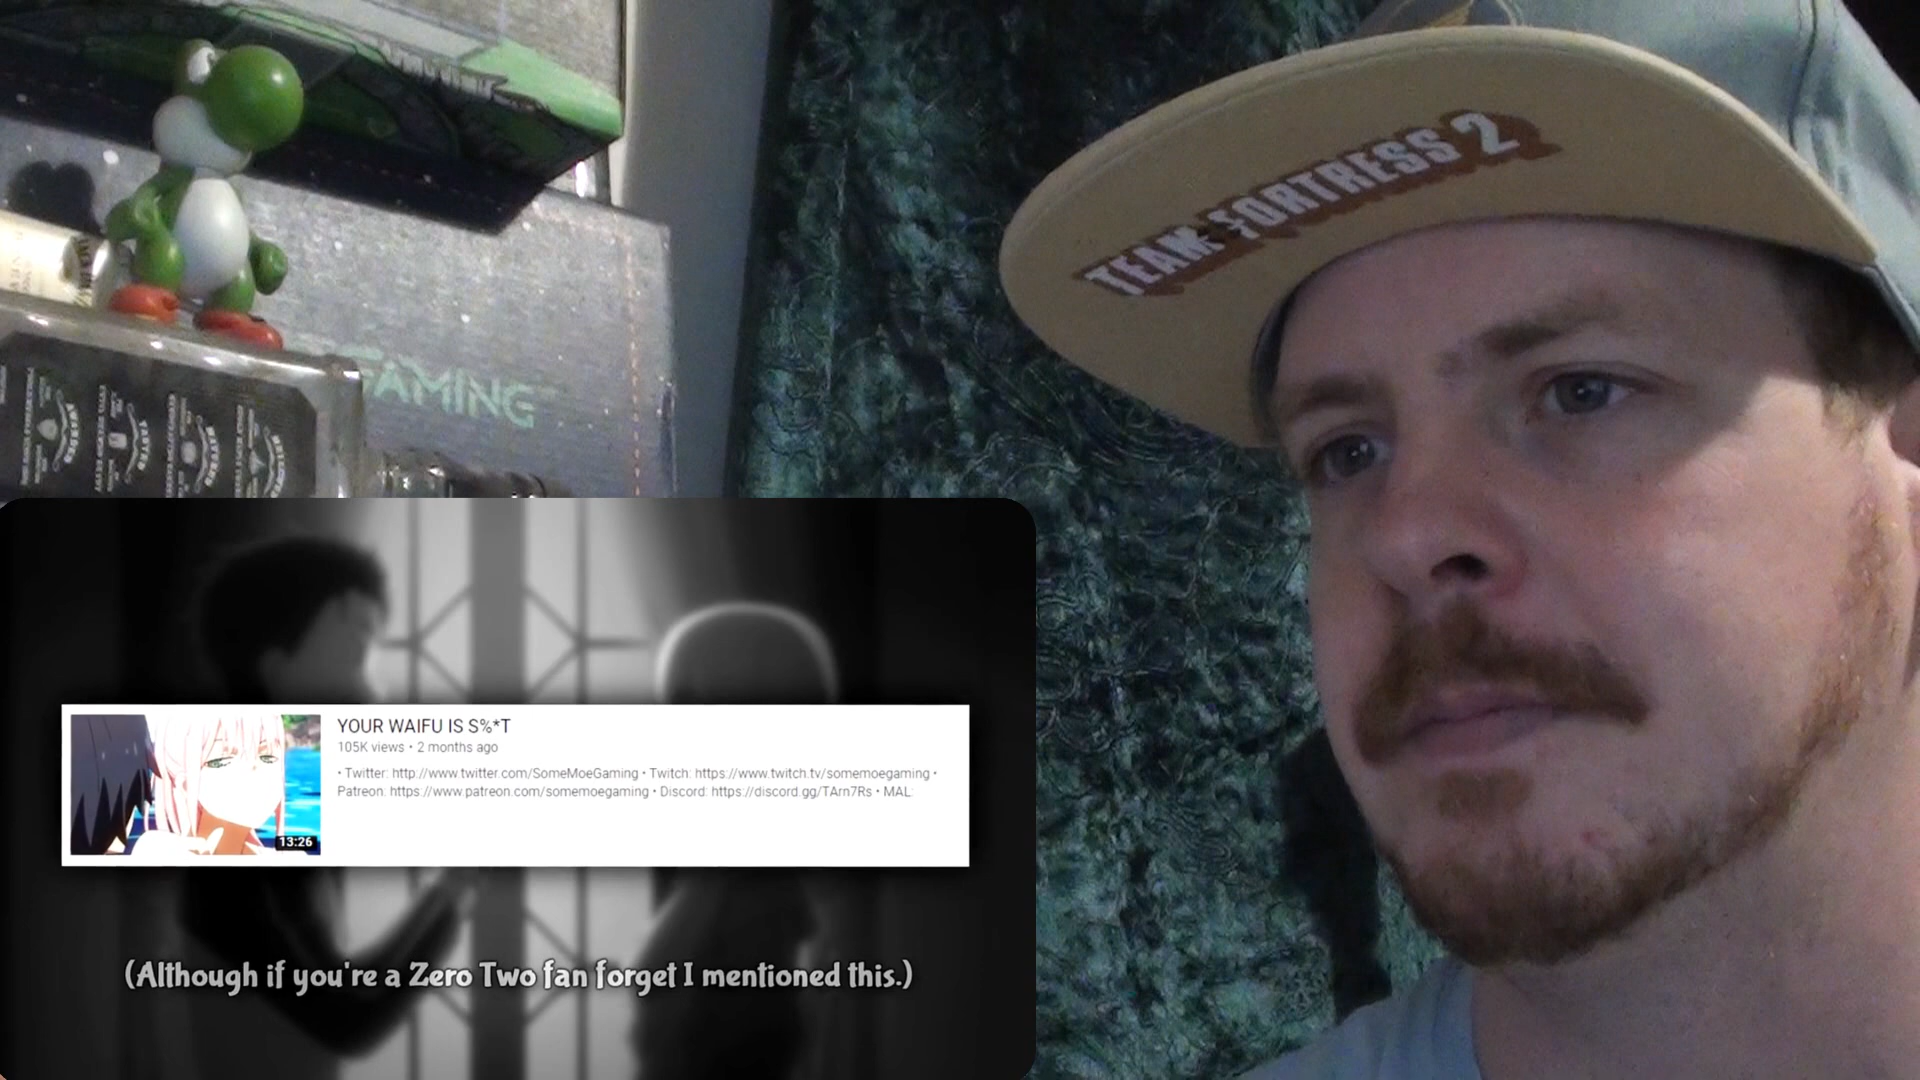 TEAM FORTRESS 2
GAMING
YOUR WAIFU IS S%*T
105K views • 2 months ago
• Twitter: http://www.twitter.com/SomeMoeGaming • Twitch: https://www.twitch.tv/somemoegaming •
Patreon: https://www.patreon.com/somemoegaming • Discord: https://discord.gg/TArn7Rs • MAL:
13:26
(Although if you're a Zero Two fan forget I mentioned this.)